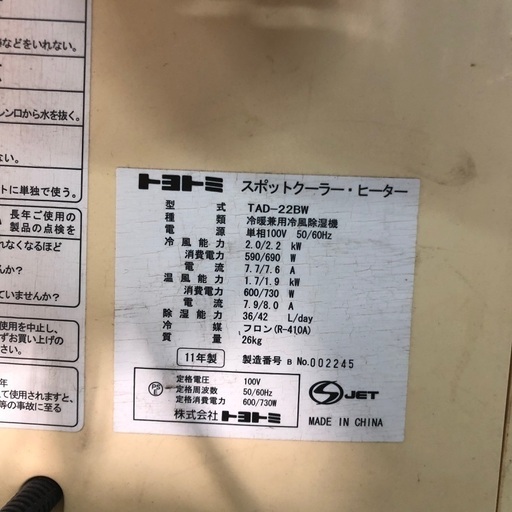 などをいれない。
レンロから水を抜く。
ない。
トに単独で使う。
長年ご使用の
製品の点検を
れなくなるほど
んか？
ていませんか？
使用を中止し、
ずお買い上げの
さい。
年
えて使用されますと、
等の事故に至る
トヨトミ スポットクーラー・ヒーター
型式 TAD-22BW
種類 冷暖兼用冷風除湿機
電源 単相100V 50/60Hz
冷風能力 2.0/2.2 kW
消費電力 590/690 W
電流 7.7/7.6 A
温風能力 1.7/1.9 kW
消費電力 600/730 W
電流 7.9/8.0 A
除湿能力 36/42 L/day
冷媒 フロン(R-410A)
質量 26kg
11年製 製造番号 B No.002245
PSE 定格電圧 100V
定格周波数 50/60Hz
定格消費電力 600/730W
株式会社トヨトミ
S JET
MADE IN CHINA